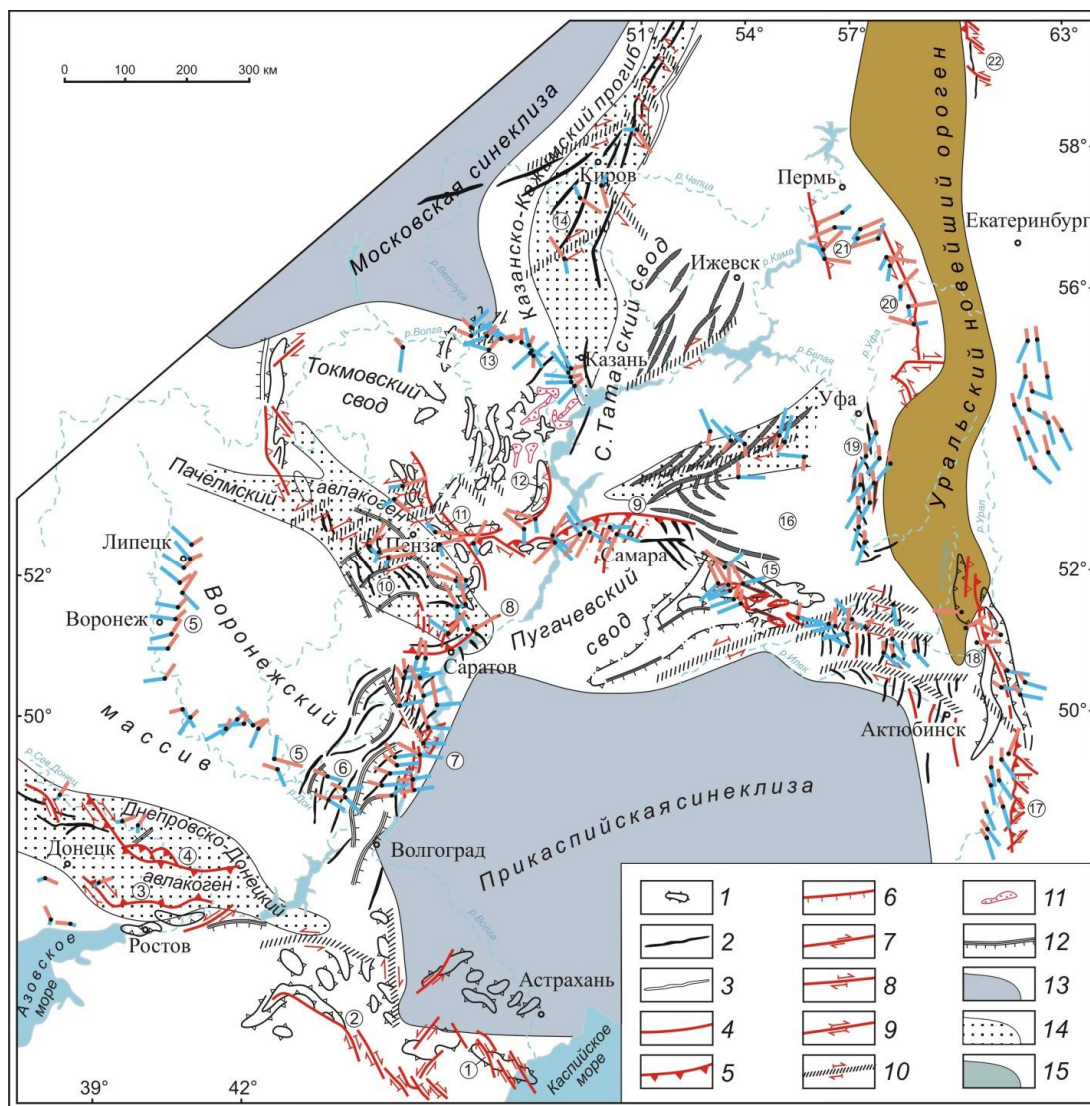 51°
54°
57°
63°
0 100 200 300 км
22
Московская синеклиза
Казанско-Кажимский прогиб
Уральский новейший ороген
58°
Киров
р.Чепца
Пермь
Екатеринбург
14
21
р.Ветлуга
С. Татарский свод
Ижевск
р.Кама
20
56°
р.Волга
13
Казань
р.Белая
р.Уфа
Токмовский
свод
Уфа
19
12
Пачелмский
авлакоген
11
9
16
р.Урал
Липецк
Пенза
Самара
52°
52°
10
15
Воронеж
5
8
Пугачевский
свод
Саратов
р.Илек
18
Воронежский
массив
50°
50°
Актюбинск
7
5
6
р.Сев.Донец
р.Дон
17
Прикаспийская синеклиза
Днепровско-Донецкий
авлакоген
Донецк
4
3
Волгоград
р.Волга
Ростов
Азовское
море
Астрахань
2
1
Каспийское
море
39°
42°
1
6
11
2
7
12
3
8
13
4
9
14
5
10
15